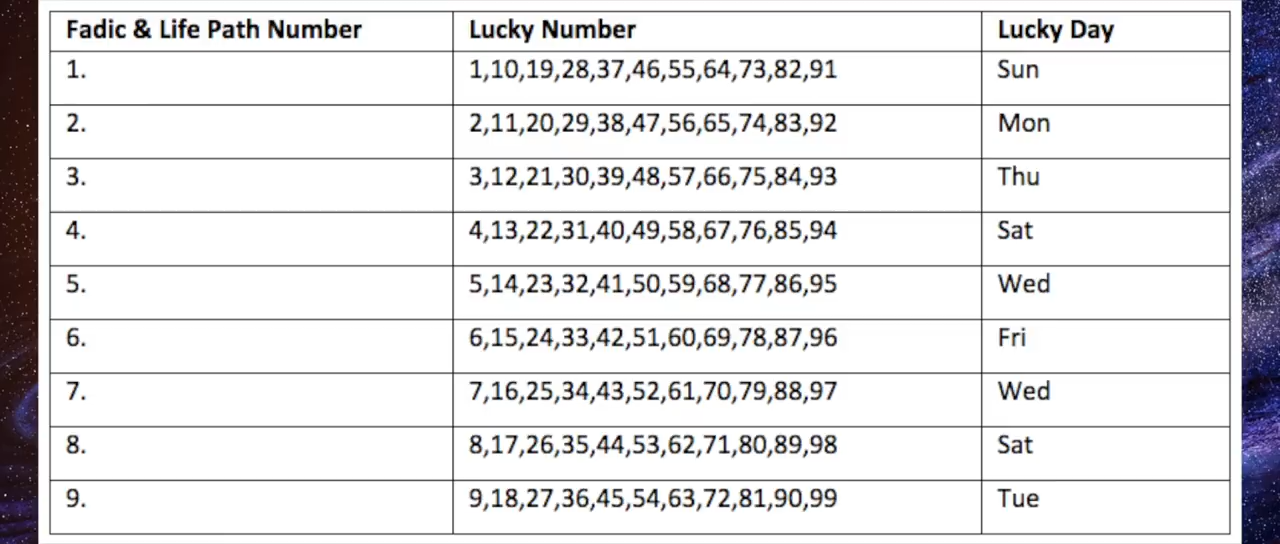 Fadic & Life Path Number Lucky Number Lucky Day
1. 1,10,19,28,37,46,55,64,73,82,91 Sun
2. 2,11,20,29,38,47,56,65,74,83,92 Mon
3. 3,12,21,30,39,48,57,66,75,84,93 Thu
4. 4,13,22,31,40,49,58,67,76,85,94 Sat
5. 5,14,23,32,41,50,59,68,77,86,95 Wed
6. 6,15,24,33,42,51,60,69,78,87,96 Fri
7. 7,16,25,34,43,52,61,70,79,88,97 Wed
8. 8,17,26,35,44,53,62,71,80,89,98 Sat
9. 9,18,27,36,45,54,63,72,81,90,99 Tue